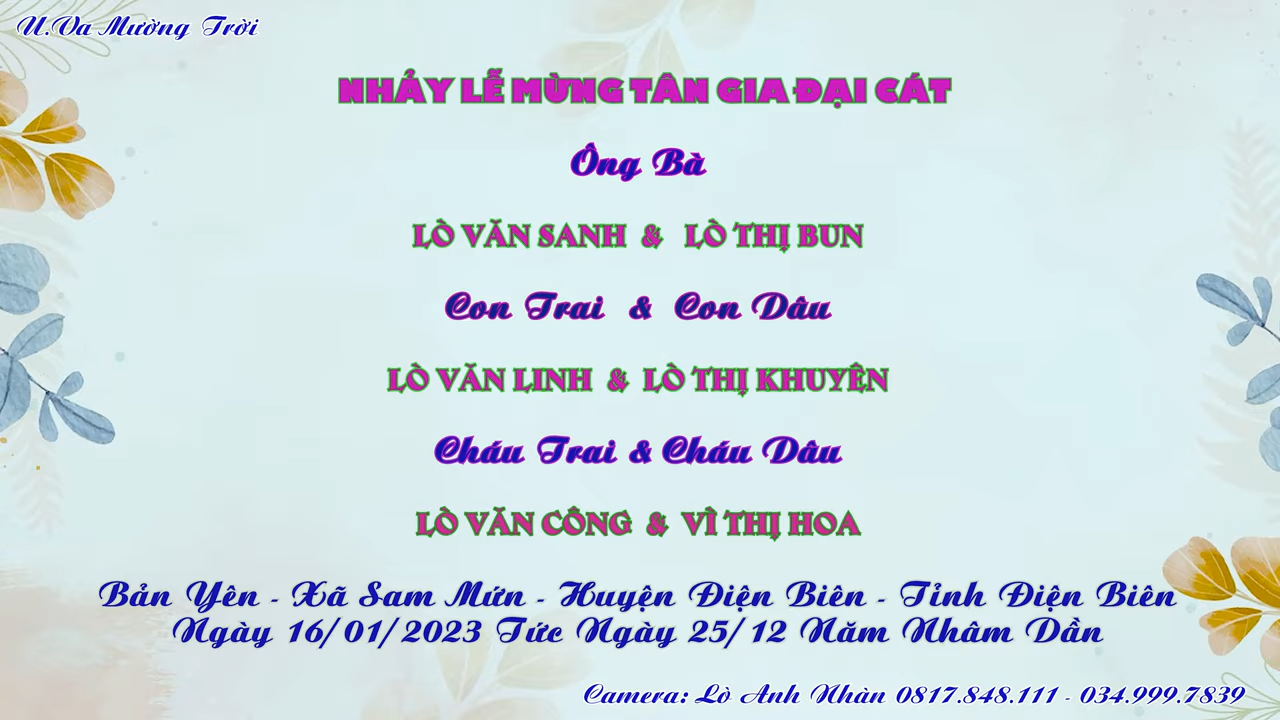 U.Va Mường Trời
NHẢY LỄ MỪNG TÂN GIA ĐẠI CÁT
Ông Bà
LÒ VĂN SANH & LÒ THỊ BUN
Con Trai & Con Dâu
LÒ VĂN LINH & LÒ THỊ KHUYÊN
Cháu Trai & Cháu Dâu
LÒ VĂN CÔNG & VÌ THỊ HOA
Bản Yên - Xã Sam Mứn - Huyện Điện Biên - Tỉnh Điện Biên
Ngày 16/01/2023 Tức Ngày 25/12 Năm Nhâm Dần
Camera: Lò Anh Nhàn 0817.848.111 - 034.999.7839